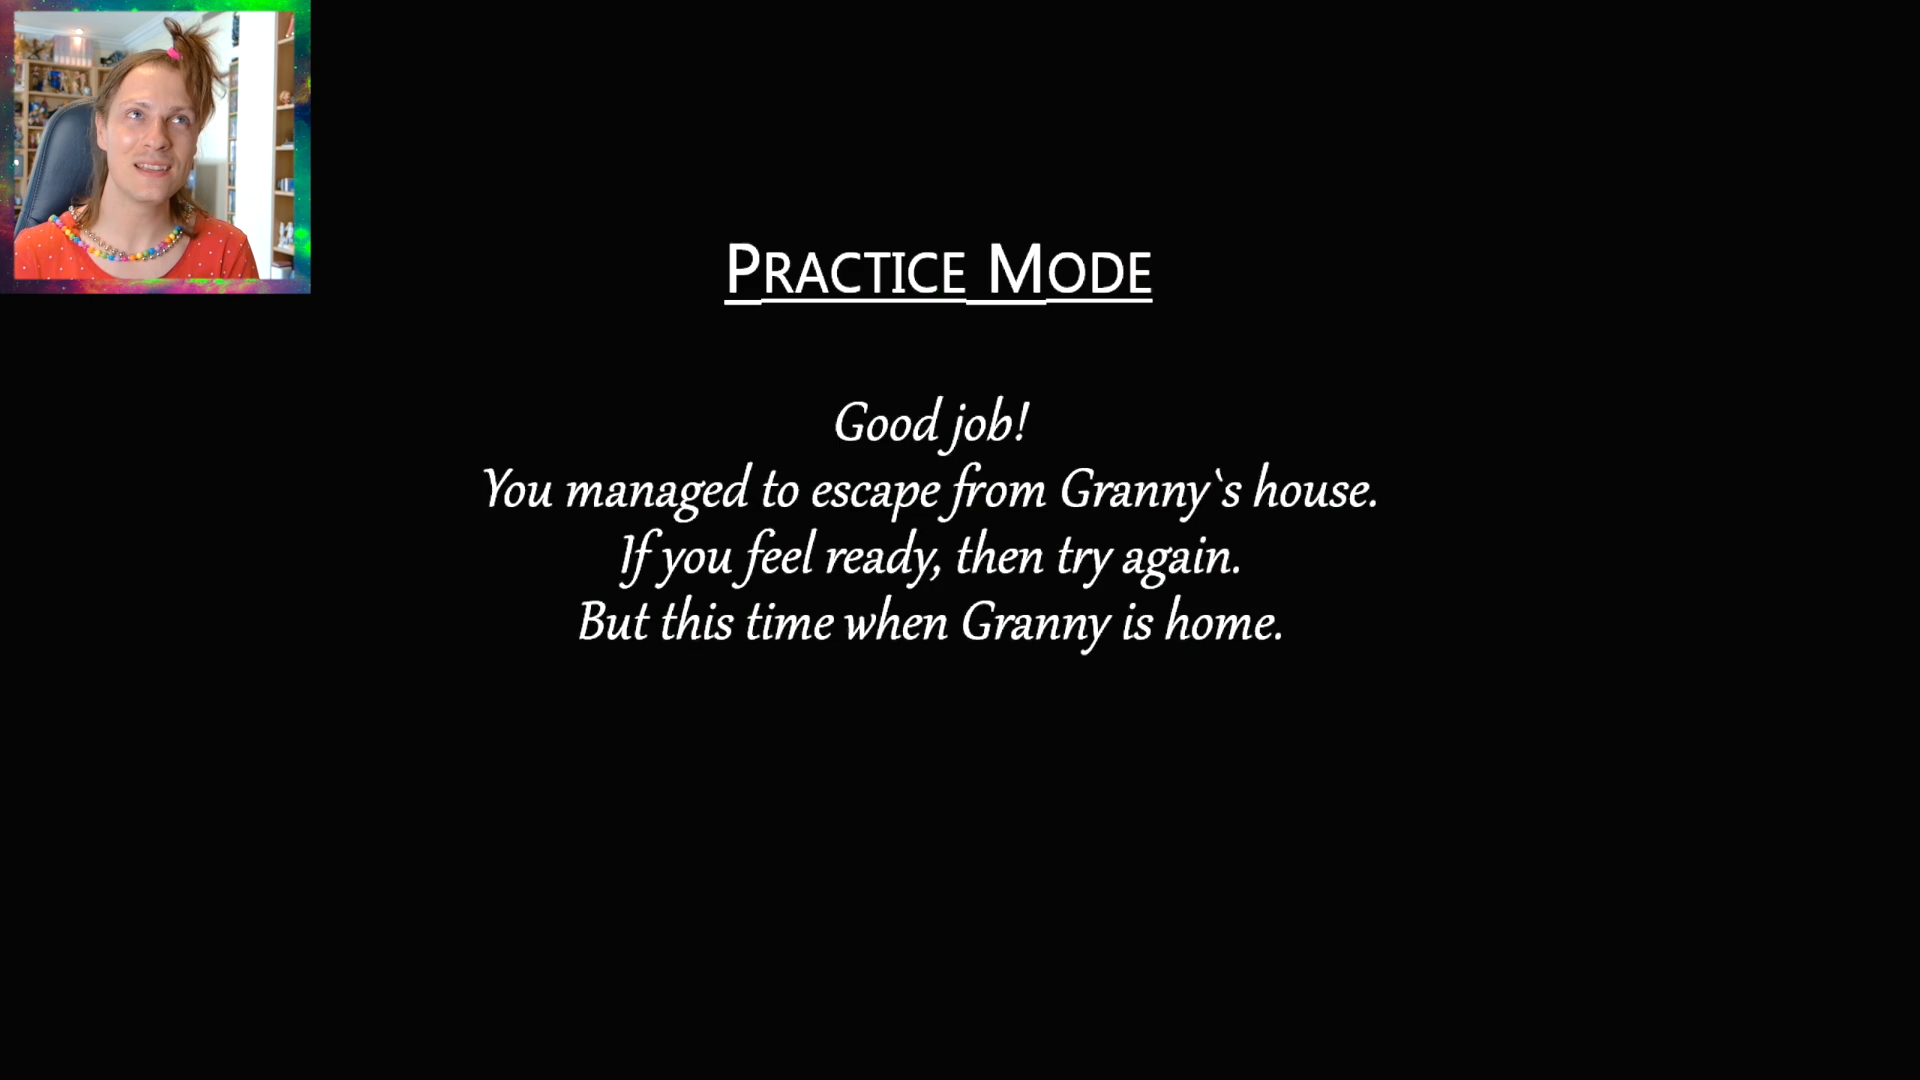 PRACTICE MODE
Good job!
You managed to escape from Granny`s house.
If you feel ready, then try again.
But this time when Granny is home.